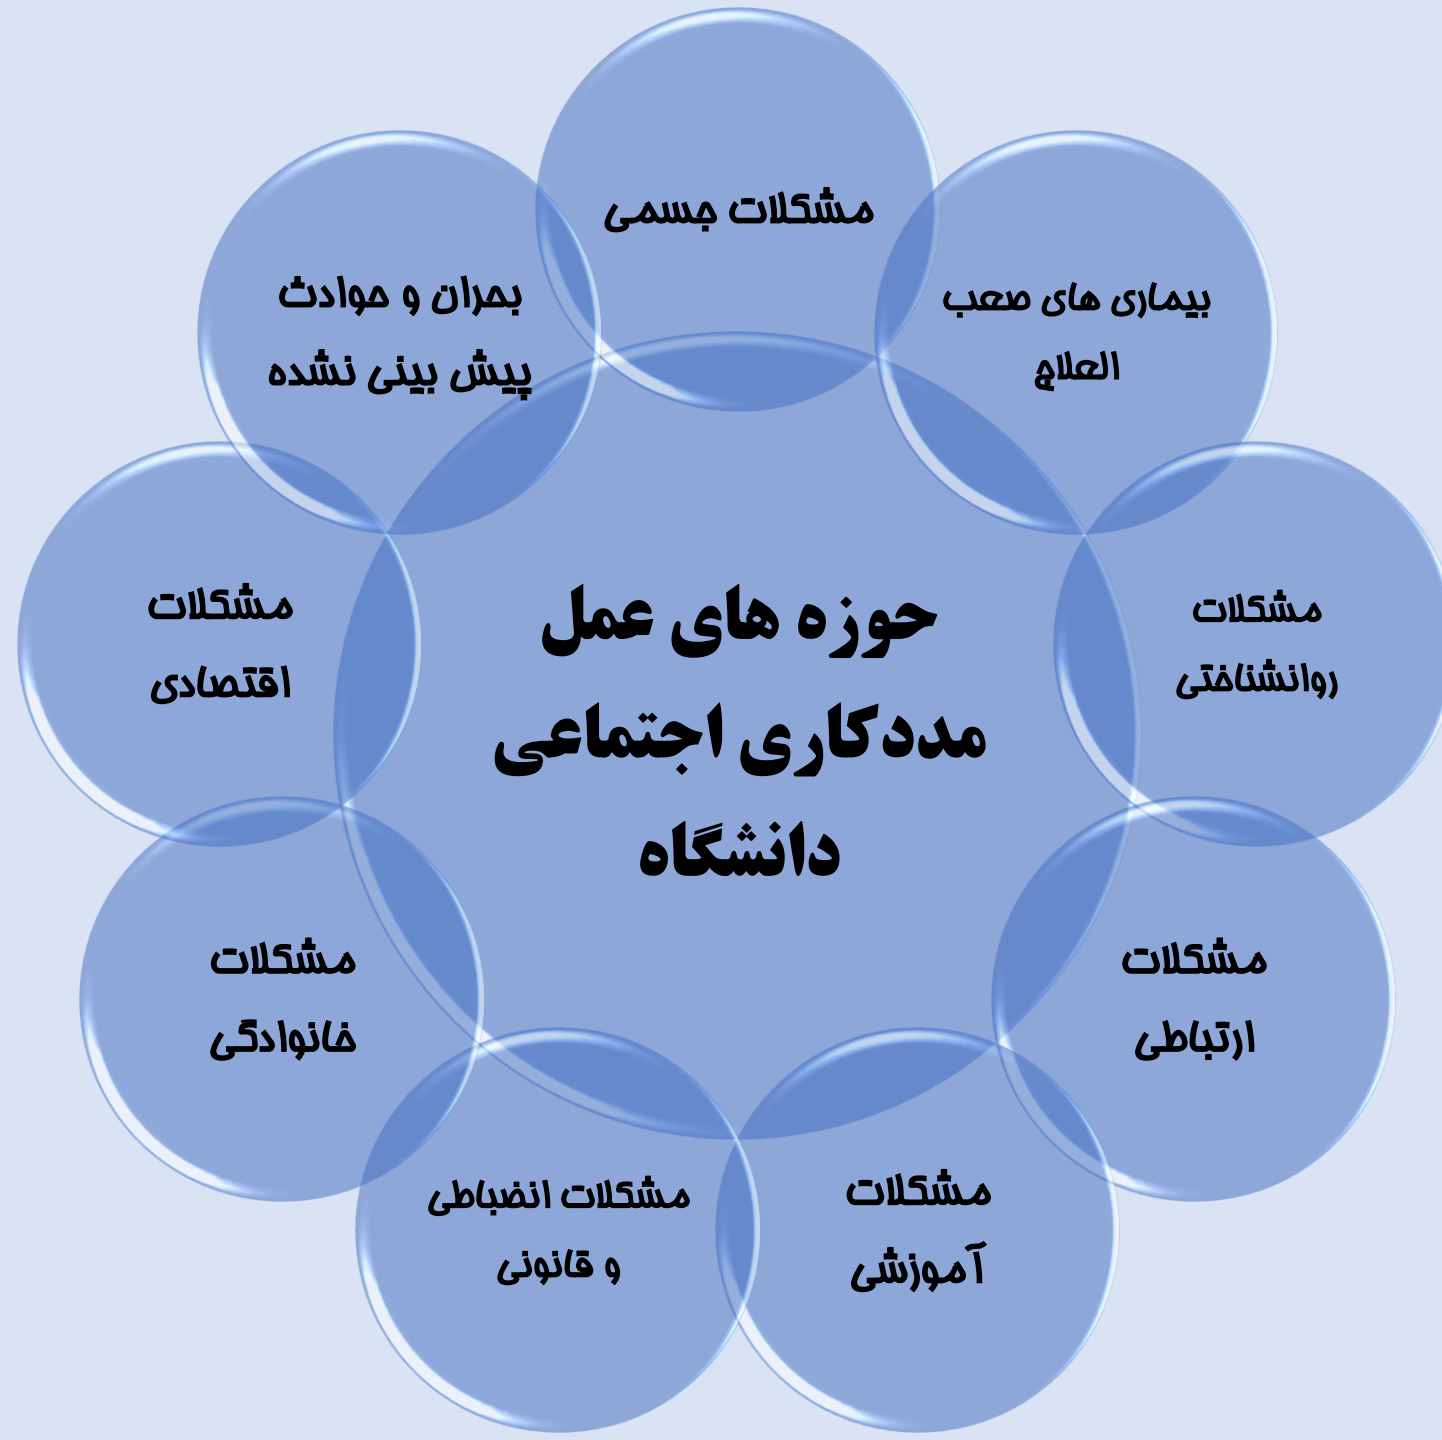 مشکلات جسمی
بیماری های صعب
العلاج
مشکلات
روانشناختی
مشکلات
ارتباطی
مشکلات
آموزشی
مشکلات انضباطی
و قانونی
مشکلات
خانوادگی
مشکلات
اقتصادی
بحران و حوادث
پیش بینی نشده
حوزه های عمل
مددکاری اجتماعی
دانشگاه